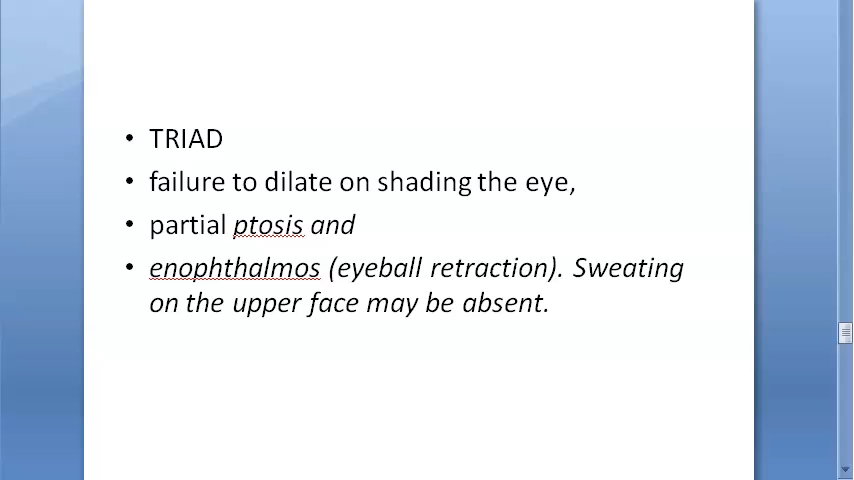 • TRIAD
• failure to dilate on shading the eye,
• partial ptosis and
• enophthalmos (eyeball retraction). Sweating
on the upper face may be absent.